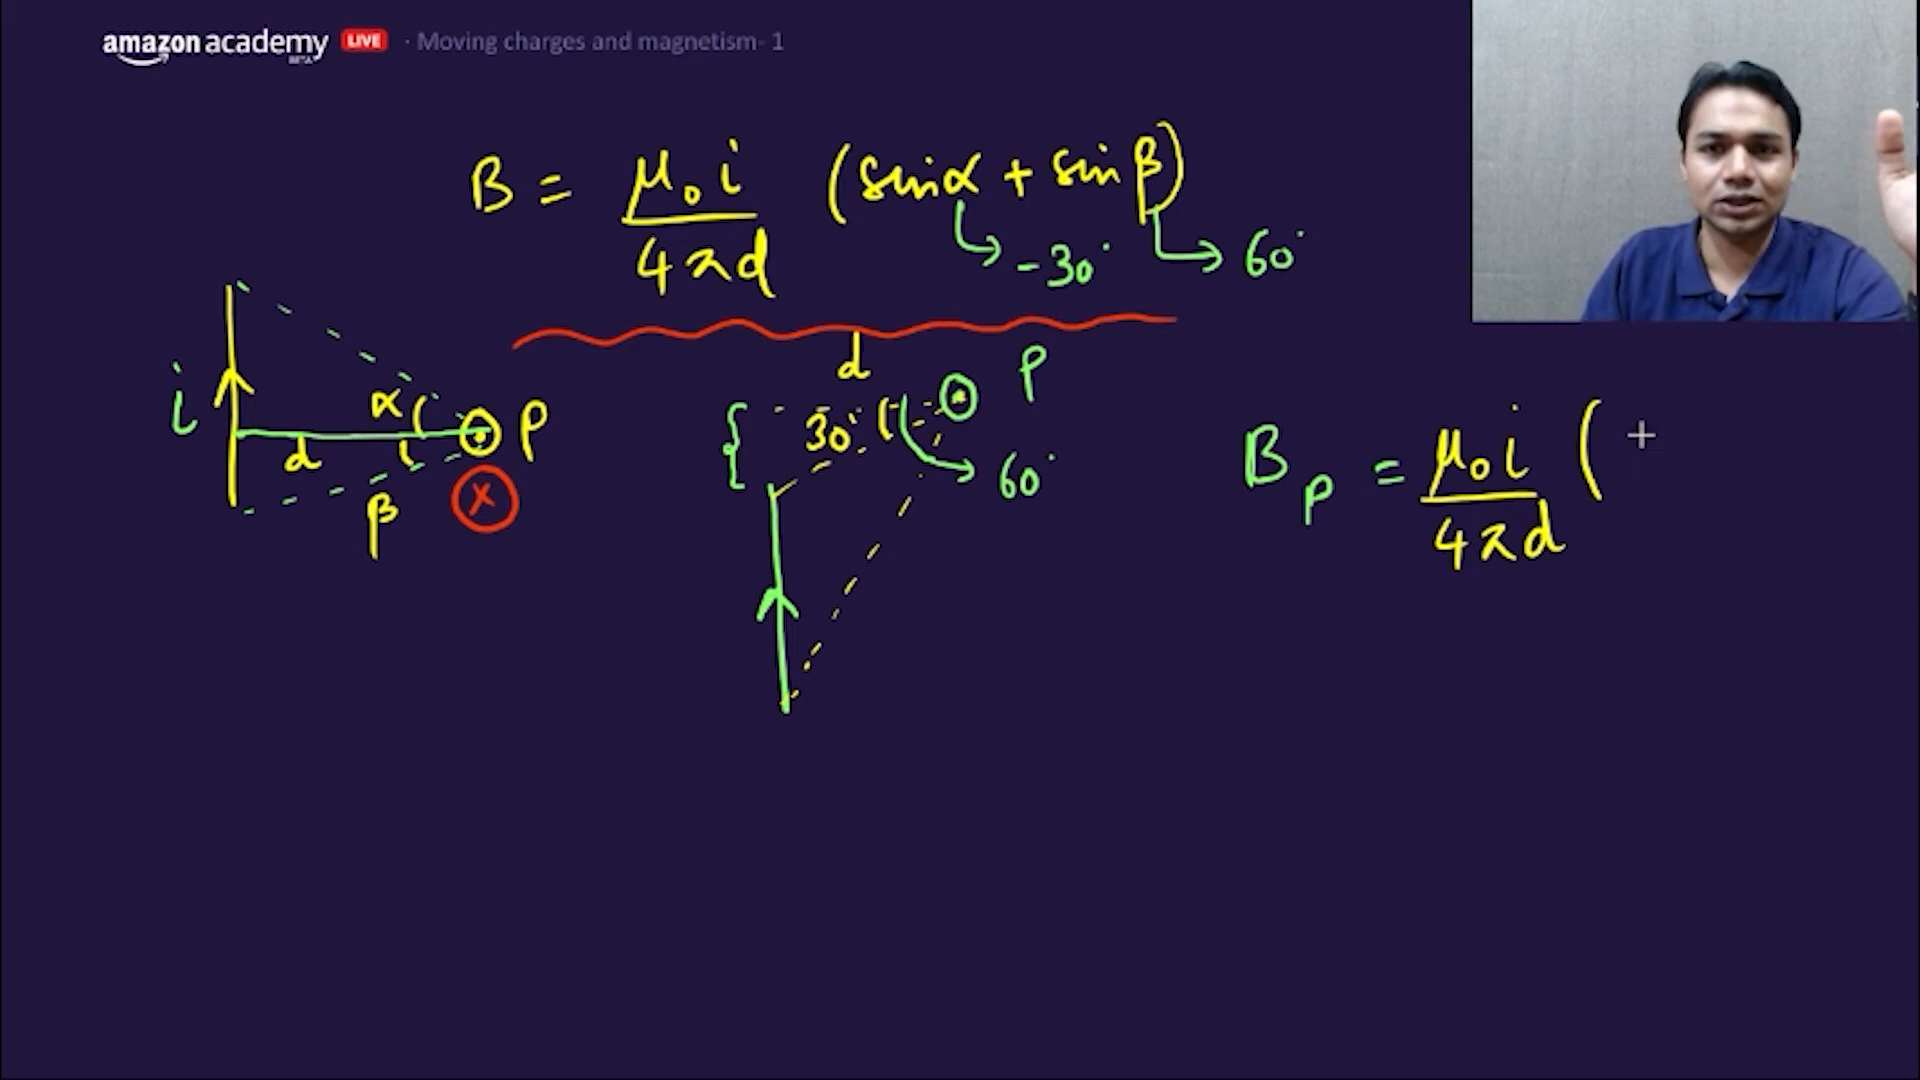 amazon academy LIVE · Moving charges and magnetism- 1
BETA
B = μ₀i / 4πd (sinα + sinβ)
-30° 60°
i α d β P
X
d P
{ 30° 60°
B_P = μ₀i / 4πd (